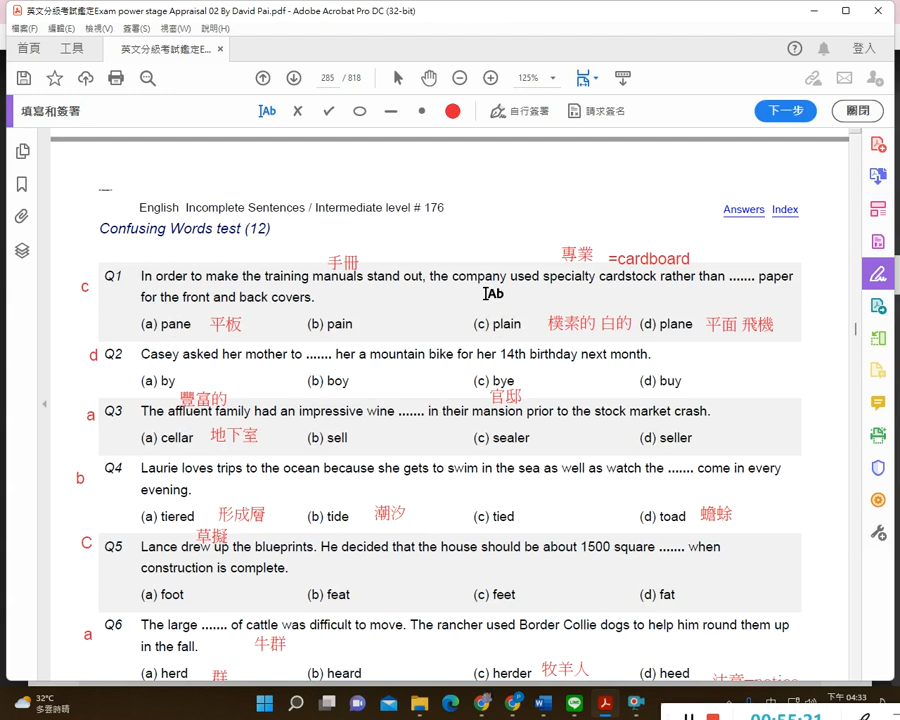 英文分級考試鑑定Exam power stage Appraisal 02 By David Pai.pdf - Adobe Acrobat Pro DC (32-bit)
檔案(F) 編輯(E) 檢視(V) 簽署(S) 視窗(W) 說明(H)
首頁 工具 英文分級考試鑑定E... × 登入
285 / 818 125%
填寫和簽署 Ab 自行簽署 請求簽名 下一步 關閉
English Incomplete Sentences / Intermediate level # 176 Answers Index
Confusing Words test (12)
手冊 專業 =cardboard
c Q1 In order to make the training manuals stand out, the company used specialty cardstock rather than ....... paper
for the front and back covers.
Ab
(a) pane 平板 (b) pain (c) plain 樸素的 白的 (d) plane 平面 飛機
d Q2 Casey asked her mother to ....... her a mountain bike for her 14th birthday next month.
(a) by (b) boy (c) bye (d) buy
豐富的 官邸
a Q3 The affluent family had an impressive wine ....... in their mansion prior to the stock market crash.
(a) cellar 地下室 (b) sell (c) sealer (d) seller
b Q4 Laurie loves trips to the ocean because she gets to swim in the sea as well as watch the ....... come in every
evening.
(a) tiered 形成層 (b) tide 潮汐 (c) tied (d) toad 蟾蜍
草擬
C Q5 Lance drew up the blueprints. He decided that the house should be about 1500 square ....... when
construction is complete.
(a) foot (b) feat (c) feet (d) fat
a Q6 The large ....... of cattle was difficult to move. The rancher used Border Collie dogs to help him round them up
in the fall. 牛群
(a) herd 群 (b) heard (c) herder 牧羊人 (d) heed 注意=notice
32°C
多雲時晴
下午 04:33
00:55:21